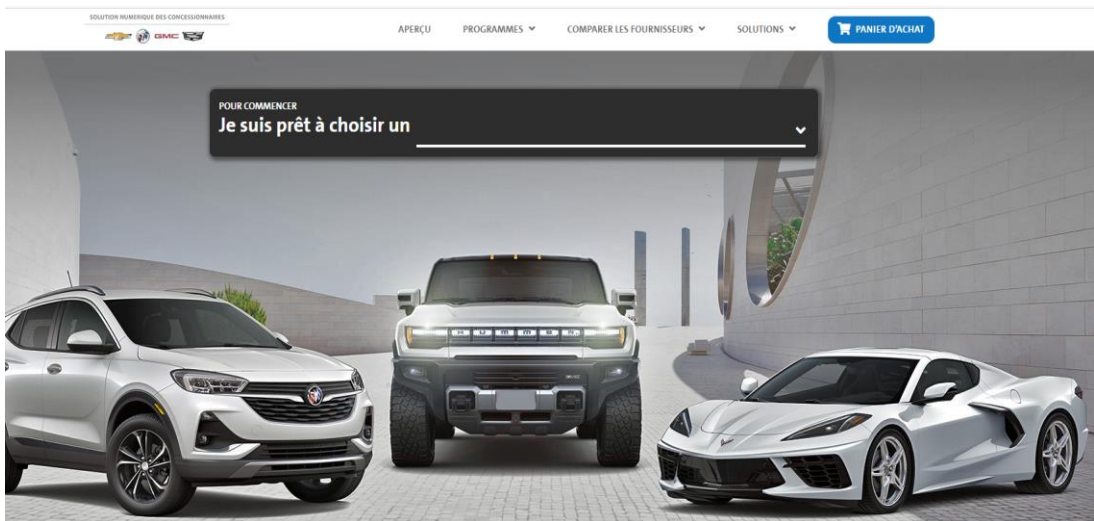 SOLUTION NUMERIQUE DES CONCESSIONNAIRES
GMC
APERÇU
PROGRAMMES
COMPARER LES FOURNISSEURS
SOLUTIONS
PANIER D'ACHAT
POUR COMMENCER
Je suis prêt à choisir un
HUMMER